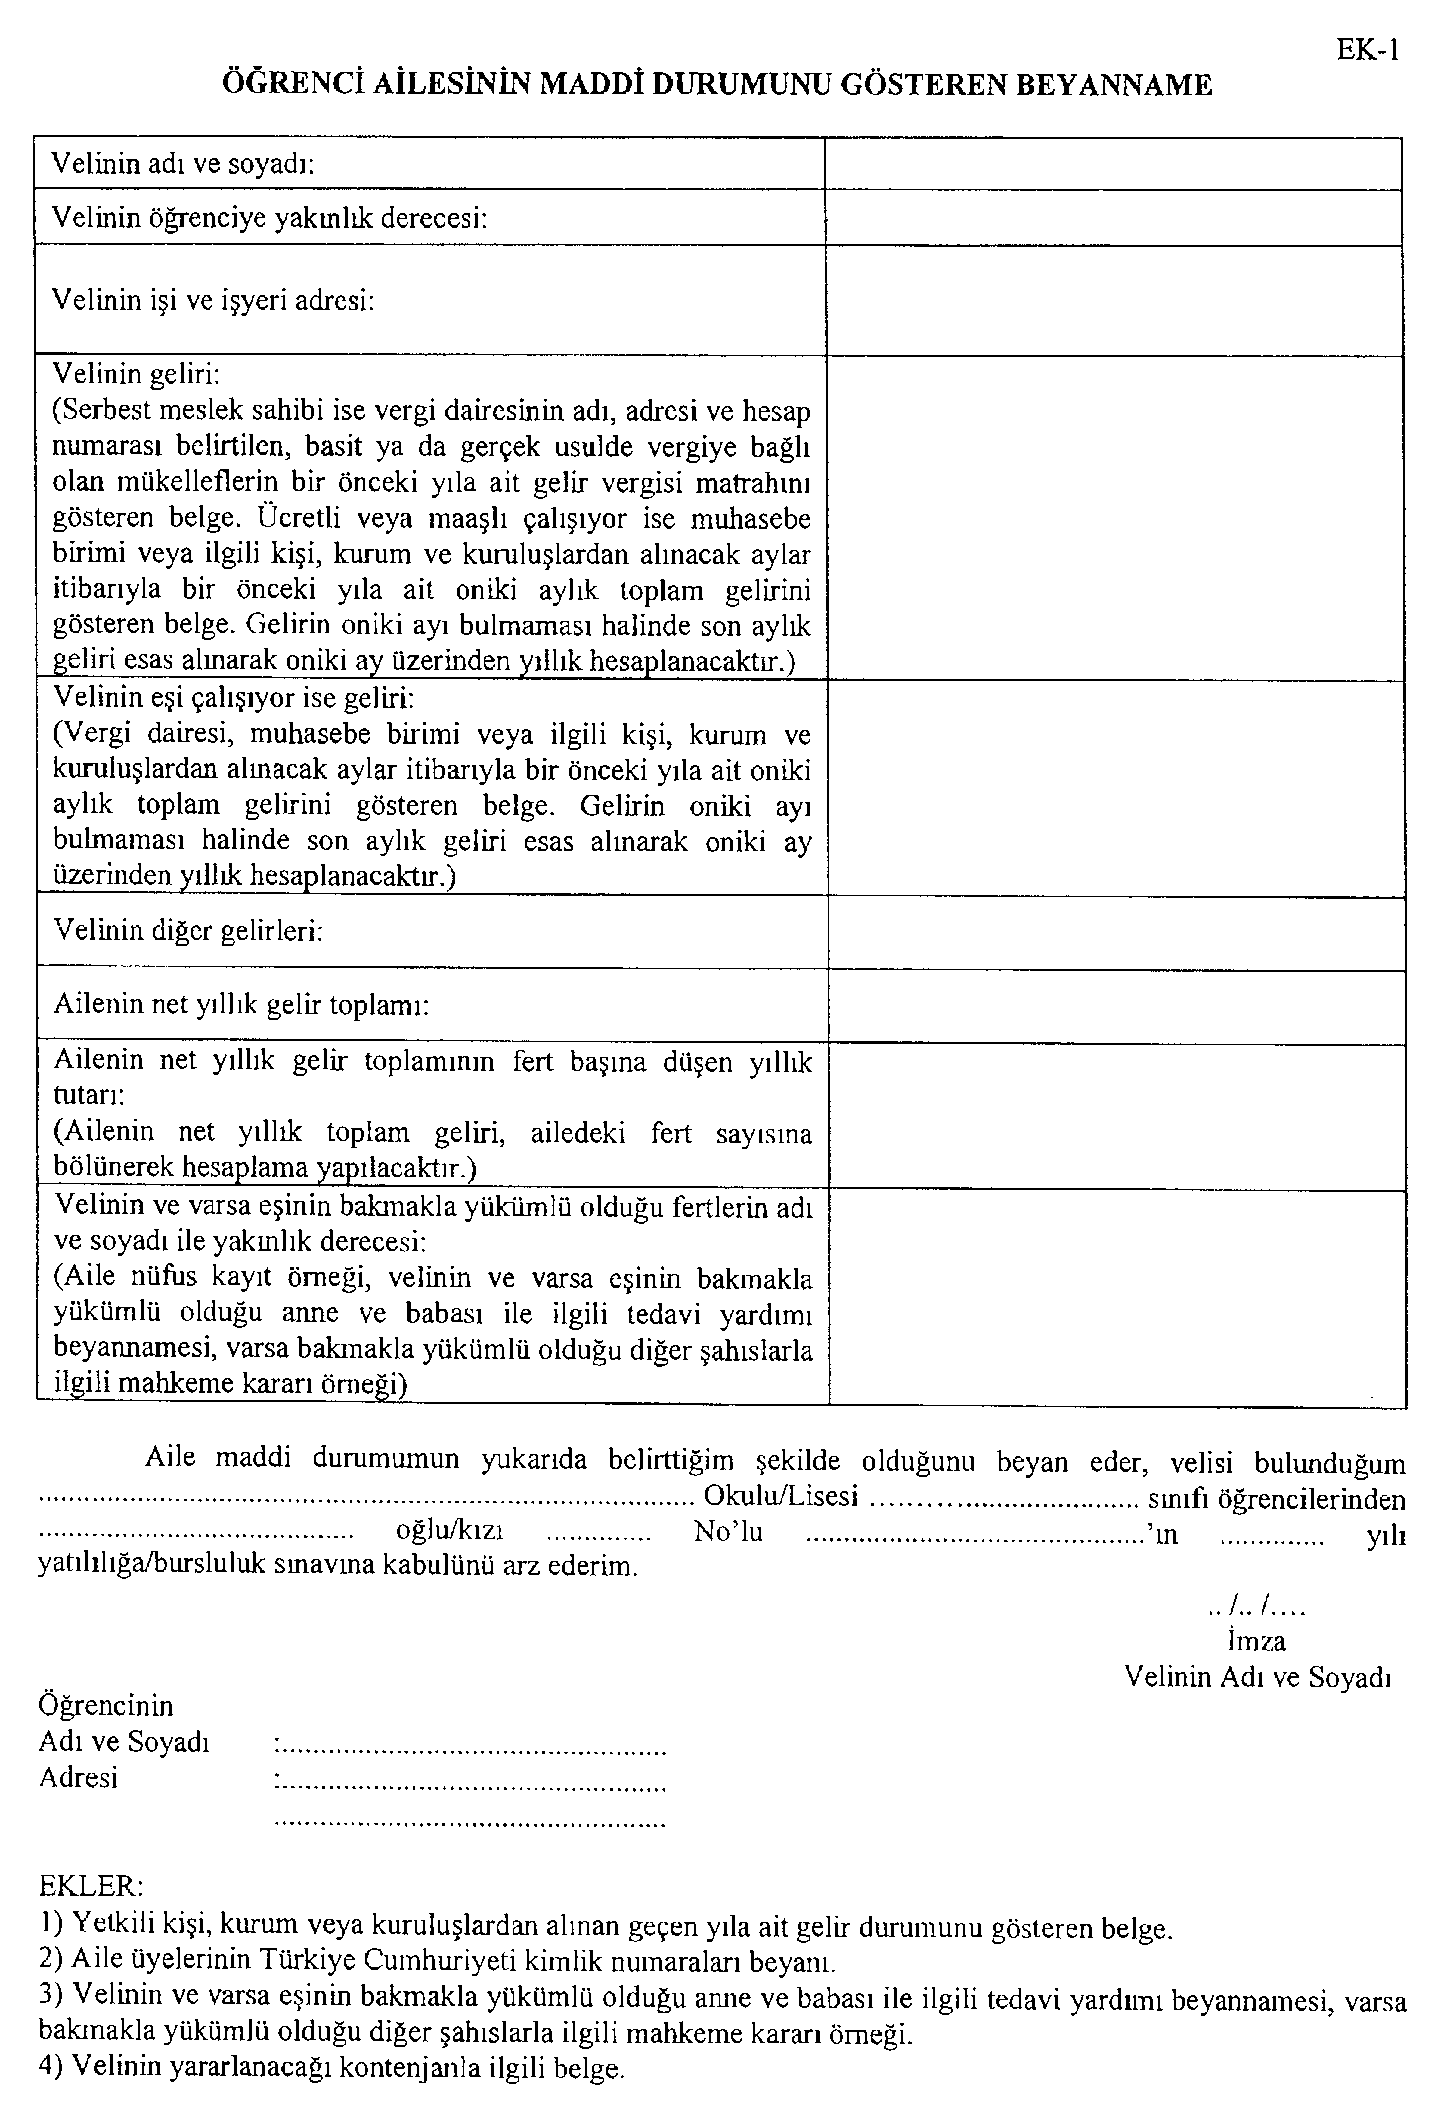 EK-1
ÖĞRENCİ AİLESİNİN MADDİ DURUMUNU GÖSTEREN BEYANNAME
Velinin adı ve soyadı:
Velinin öğrenciye yakınlık derecesi:
Velinin işi ve işyeri adresi:
Velinin geliri:
(Serbest meslek sahibi ise vergi dairesinin adı, adresi ve hesap
numarası belirtilen, basit ya da gerçek usulde vergiye bağlı
olan mükelleflerin bir önceki yıla ait gelir vergisi matrahını
gösteren belge. Ücretli veya maaşlı çalışıyor ise muhasebe
birimi veya ilgili kişi, kurum ve kuruluşlardan alınacak aylar
itibarıyla bir önceki yıla ait oniki aylık toplam gelirini
gösteren belge. Gelirin oniki ayı bulmaması halinde son aylık
geliri esas alınarak oniki ay üzerinden yıllık hesaplanacaktır.)
Velinin eşi çalışıyor ise geliri:
(Vergi dairesi, muhasebe birimi veya ilgili kişi, kurum ve
kuruluşlardan alınacak aylar itibarıyla bir önceki yıla ait oniki
aylık toplam gelirini gösteren belge. Gelirin oniki ayı
bulmaması halinde son aylık geliri esas alınarak oniki ay
üzerinden yıllık hesaplanacaktır.)
Velinin diğer gelirleri:
Ailenin net yıllık gelir toplamı:
Ailenin net yıllık gelir toplamının fert başına düşen yıllık
tutarı:
(Ailenin net yıllık toplam geliri, ailedeki fert sayısına
bölünerek hesaplama yapılacaktır.)
Velinin ve varsa eşinin bakmakla yükümlü olduğu fertlerin adı
ve soyadı ile yakınlık derecesi:
(Aile nüfus kayıt örneği, velinin ve varsa eşinin bakmakla
yükümlü olduğu anne ve babası ile ilgili tedavi yardımı
beyannamesi, varsa bakmakla yükümlü olduğu diğer şahıslarla
ilgili mahkeme kararı örneği)
Aile maddi durumumun yukarıda belirttiğim şekilde olduğunu beyan eder, velisi bulunduğum
........................................................................................ Okulu/Lisesi .................................. sınıfı öğrencilerinden
........................................ oğlu/kızı ............. No'lu ...........................................'ın ............. yılı
yatılılığa/bursluluk sınavına kabulünü arz ederim.
.. /.. /....
İmza
Velinin Adı ve Soyadı
Öğrencinin
Adı ve Soyadı :.................................................
Adresi :.................................................
.................................................
EKLER:
1) Yetkili kişi, kurum veya kuruluşlardan alınan geçen yıla ait gelir durumunu gösteren belge.
2) Aile üyelerinin Türkiye Cumhuriyeti kimlik numaraları beyanı.
3) Velinin ve varsa eşinin bakmakla yükümlü olduğu anne ve babası ile ilgili tedavi yardımı beyannamesi, varsa
bakmakla yükümlü olduğu diğer şahıslarla ilgili mahkeme kararı örneği.
4) Velinin yararlanacağı kontenjanla ilgili belge.